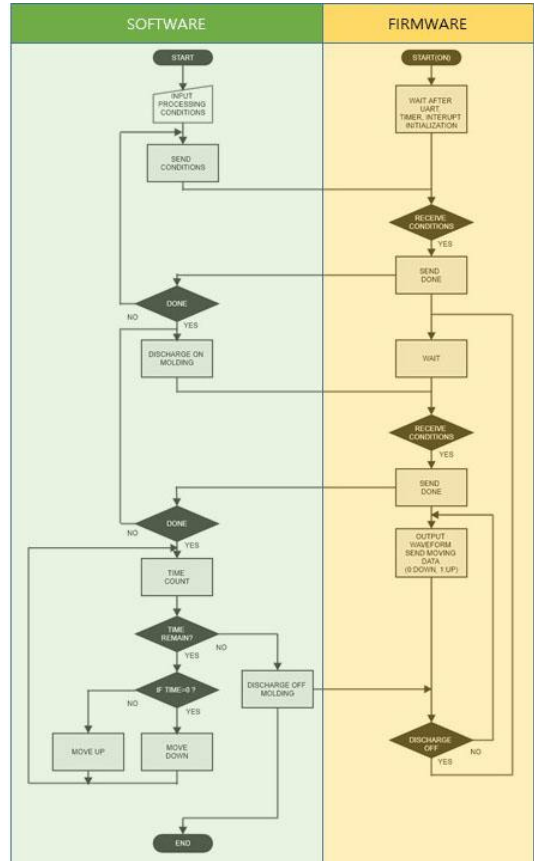 SOFTWARE
FIRMWARE
START
START(ON)
INPUT
PROCESSING
CONDITIONS
WAIT AFTER
UART,
TIMER, INTERUPT
INITIALIZATION
SEND
CONDITIONS
RECEIVE
CONDITIONS
YES
SEND
DONE
DONE
NO
YES
DISCHARGE ON
MOLDING
WAIT
RECEIVE
CONDITIONS
YES
SEND
DONE
DONE
NO
YES
OUTPUT
WAVEFORM
SEND MOVING
DATA
(0:DOWN, 1:UP)
TIME
COUNT
TIME
REMAIN?
NO
YES
DISCHARGE OFF
MOLDING
IF TIME=0 ?
NO
YES
MOVE UP
MOVE
DOWN
DISCHARGE
OFF
NO
YES
END